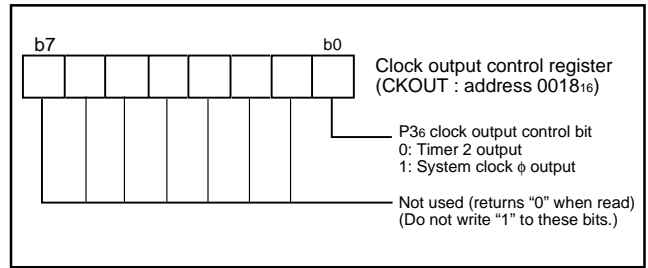 b7
b0
Clock output control register
(CKOUT : address 0018₁₆)
P3₆ clock output control bit
0: Timer 2 output
1: System clock ϕ output
Not used (returns “0” when read)
(Do not write “1” to these bits.)